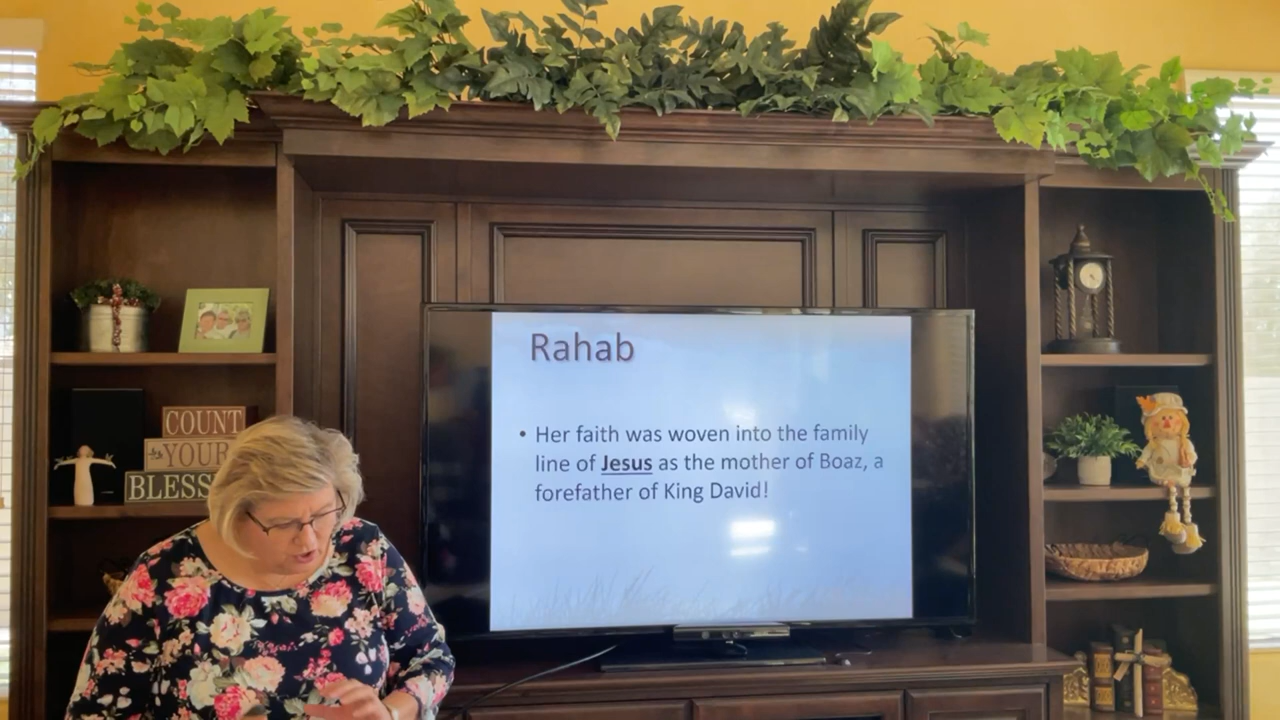 Rahab
• Her faith was woven into the family
line of Jesus as the mother of Boaz, a
forefather of King David!
COUNT
YOUR
BLESS